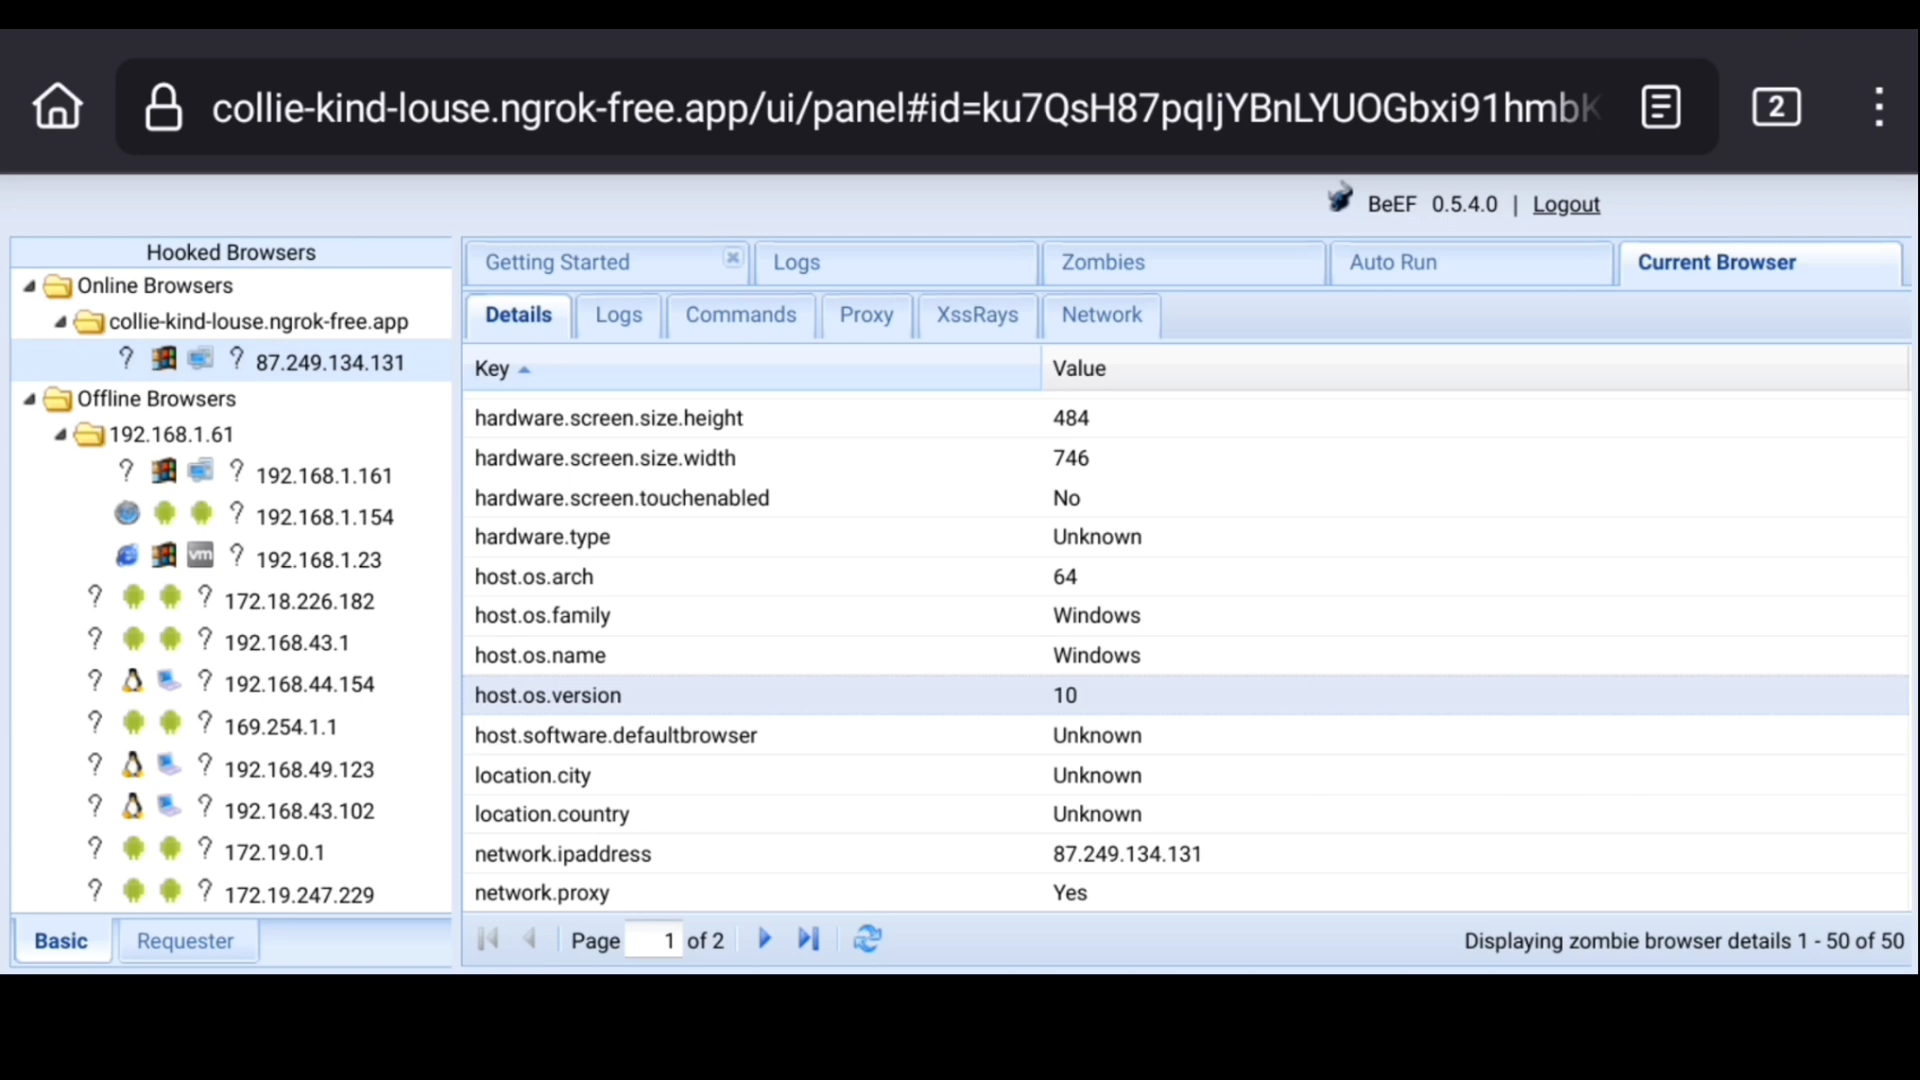 collie-kind-louse.ngrok-free.app/ui/panel#id=ku7QsH87pqIjYBnLYUOGbxi91hmbK
2
BeEF 0.5.4.0 | Logout
Hooked Browsers
Online Browsers
collie-kind-louse.ngrok-free.app
? ? 87.249.134.131
Offline Browsers
192.168.1.61
? ? 192.168.1.161
? 192.168.1.154
vm ? 192.168.1.23
? ? 172.18.226.182
? ? 192.168.43.1
? ? 192.168.44.154
? ? 169.254.1.1
? ? 192.168.49.123
? ? 192.168.43.102
? ? 172.19.0.1
? ? 172.19.247.229
Basic Requester
Getting Started Logs Zombies Auto Run Current Browser
Details Logs Commands Proxy XssRays Network
Key Value
hardware.screen.size.height 484
hardware.screen.size.width 746
hardware.screen.touchenabled No
hardware.type Unknown
host.os.arch 64
host.os.family Windows
host.os.name Windows
host.os.version 10
host.software.defaultbrowser Unknown
location.city Unknown
location.country Unknown
network.ipaddress 87.249.134.131
network.proxy Yes
Page 1 of 2 Displaying zombie browser details 1 - 50 of 50